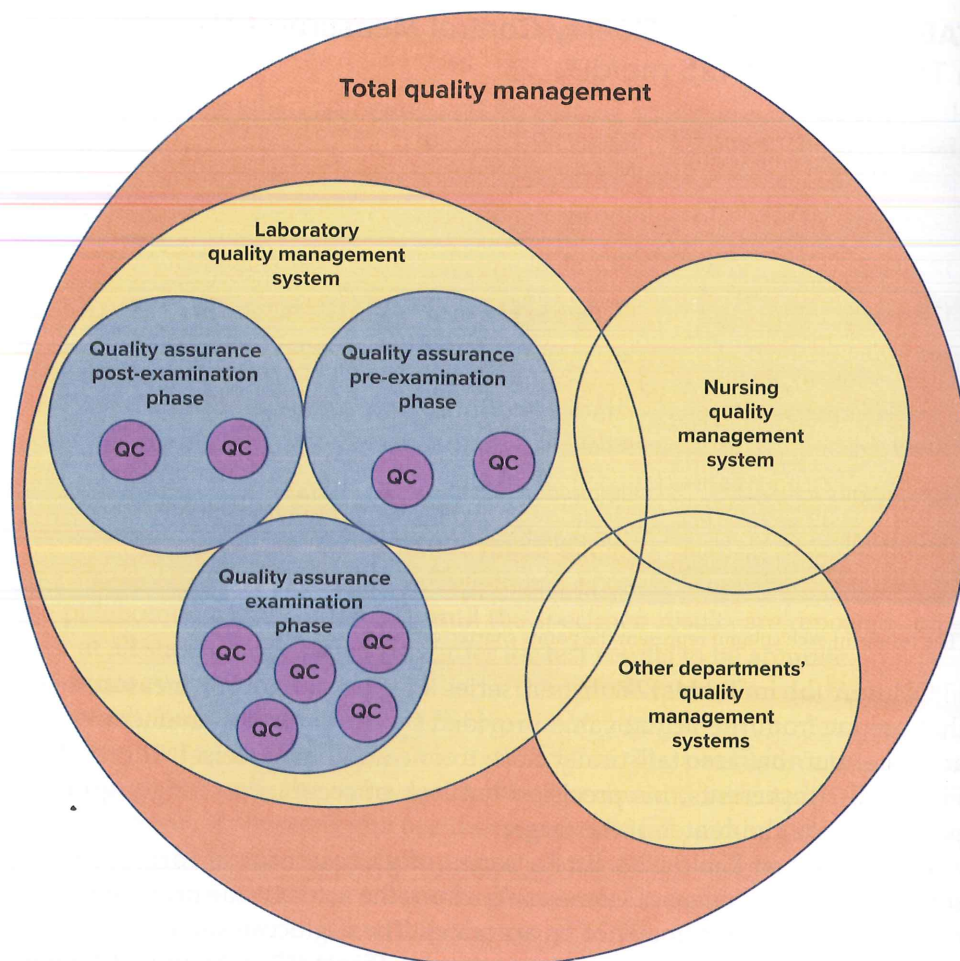 Total quality management
Laboratory
quality management
system
Quality assurance
post-examination
phase
QC
QC
Quality assurance
pre-examination
phase
QC
QC
Quality assurance
examination
phase
QC
QC
QC
QC
QC
Nursing
quality
management
system
Other departments’
quality
management
systems